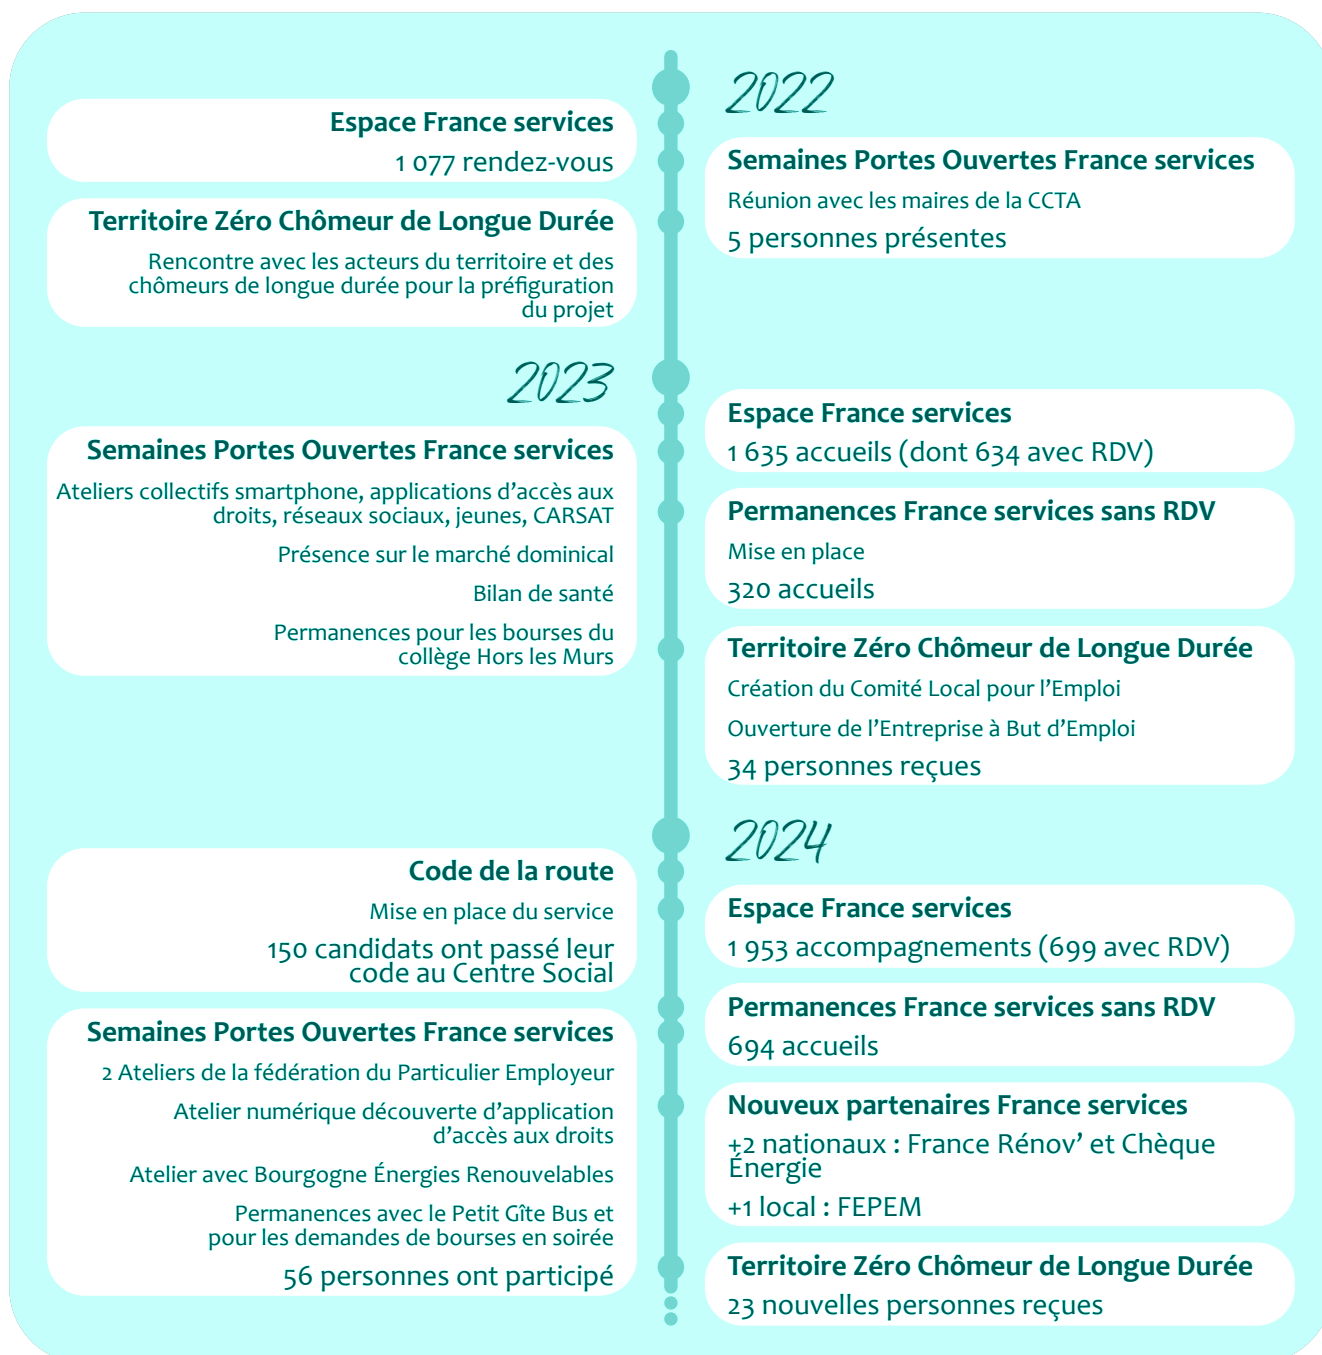 2022
Espace France services
1 077 rendez-vous
Semaines Portes Ouvertes France services
Réunion avec les maires de la CCTA
5 personnes présentes
Territoire Zéro Chômeur de Longue Durée
Rencontre avec les acteurs du territoire et des
chômeurs de longue durée pour la préfiguration
du projet
2023
Espace France services
1 635 accueils (dont 634 avec RDV)
Semaines Portes Ouvertes France services
Ateliers collectifs smartphone, applications d’accès aux
droits, réseaux sociaux, jeunes, CARSAT
Présence sur le marché dominical
Bilan de santé
Permanences pour les bourses du
collège Hors les Murs
Permanences France services sans RDV
Mise en place
320 accueils
Territoire Zéro Chômeur de Longue Durée
Création du Comité Local pour l’Emploi
Ouverture de l’Entreprise à But d’Emploi
34 personnes reçues
2024
Code de la route
Mise en place du service
150 candidats ont passé leur
code au Centre Social
Espace France services
1 953 accompagnements (699 avec RDV)
Permanences France services sans RDV
694 accueils
Semaines Portes Ouvertes France services
2 Ateliers de la fédération du Particulier Employeur
Atelier numérique découverte d’application
d’accès aux droits
Atelier avec Bourgogne Énergies Renouvelables
Permanences avec le Petit Gîte Bus et
pour les demandes de bourses en soirée
56 personnes ont participé
Nouveux partenaires France services
+2 nationaux : France Rénov’ et Chèque
Énergie
+1 local : FEPEM
Territoire Zéro Chômeur de Longue Durée
23 nouvelles personnes reçues